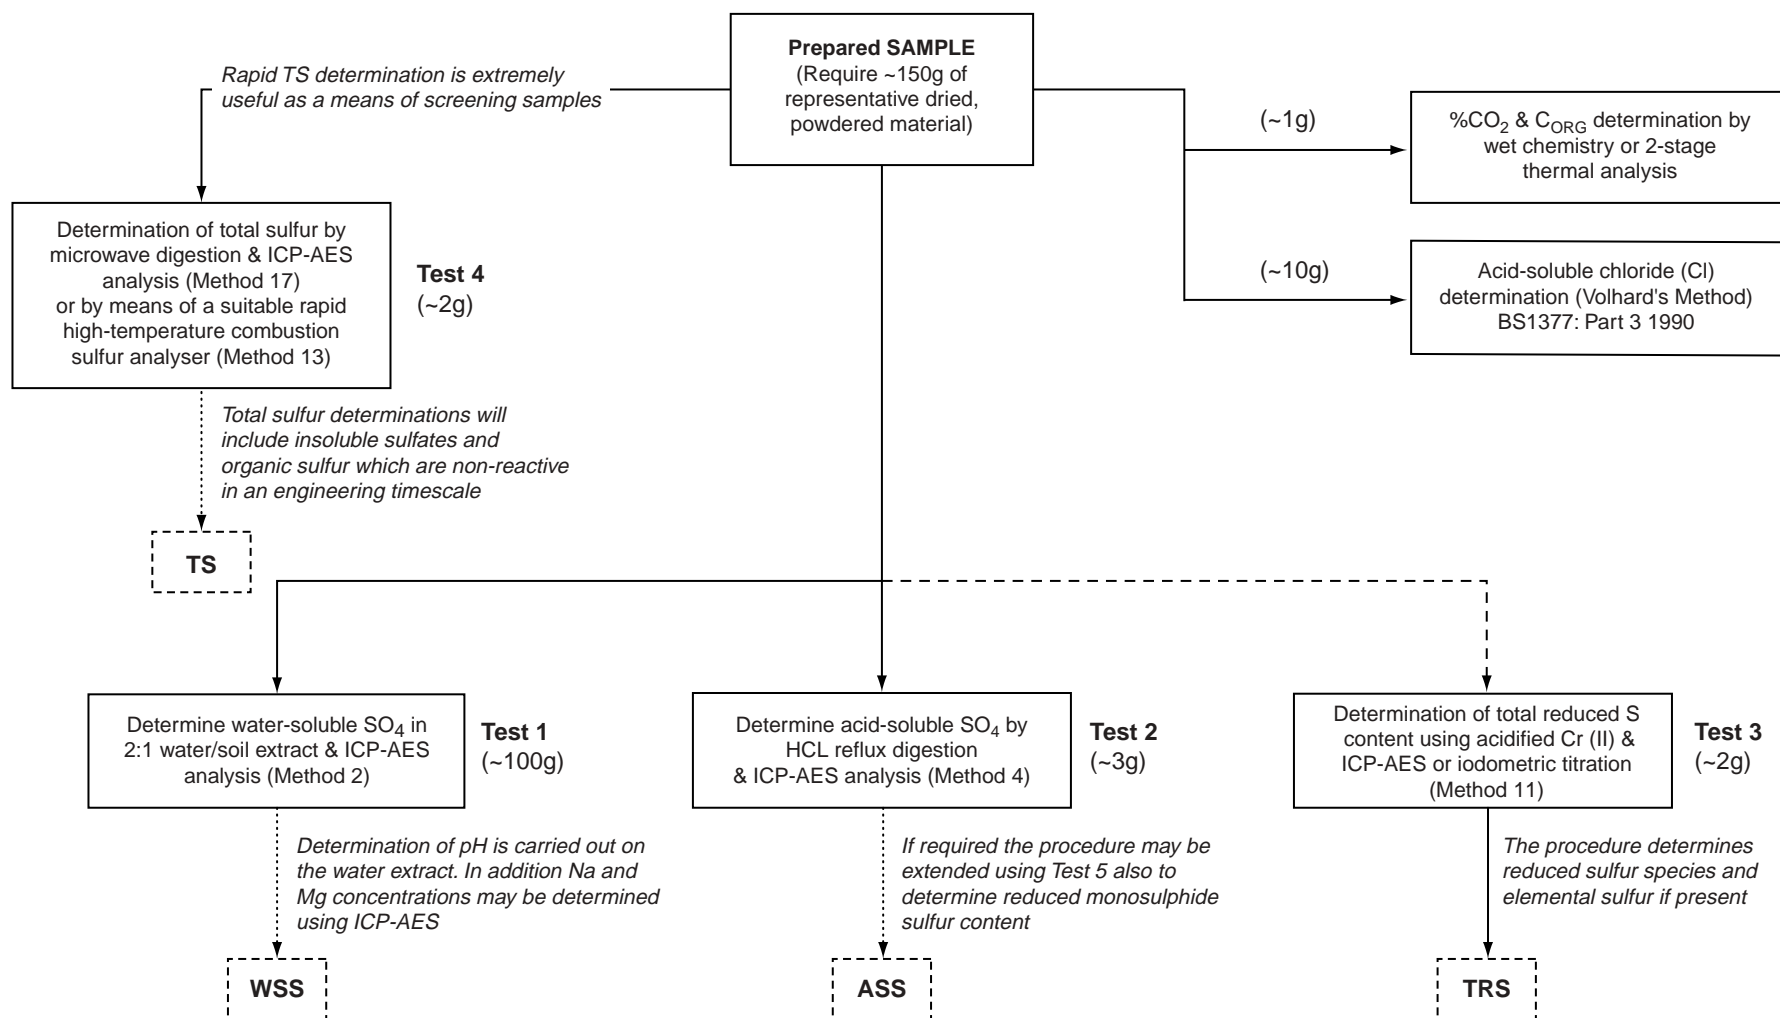 Prepared SAMPLE
(Require ~150g of
representative dried,
powdered material)
Rapid TS determination is extremely
useful as a means of screening samples
(~1g)
%CO₂ & C_ORG determination by
wet chemistry or 2-stage
thermal analysis
(~10g)
Acid-soluble chloride (Cl)
determination (Volhard's Method)
BS1377: Part 3 1990
Determination of total sulfur by
microwave digestion & ICP-AES
analysis (Method 17)
or by means of a suitable rapid
high-temperature combustion
sulfur analyser (Method 13)
Test 4
(~2g)
Total sulfur determinations will
include insoluble sulfates and
organic sulfur which are non-reactive
in an engineering timescale
TS
Determine water-soluble SO₄ in
2:1 water/soil extract & ICP-AES
analysis (Method 2)
Test 1
(~100g)
Determine acid-soluble SO₄ by
HCL reflux digestion
& ICP-AES analysis (Method 4)
Test 2
(~3g)
Determination of total reduced S
content using acidified Cr (II) &
ICP-AES or iodometric titration
(Method 11)
Test 3
(~2g)
Determination of pH is carried out on
the water extract. In addition Na and
Mg concentrations may be determined
using ICP-AES
If required the procedure may be
extended using Test 5 also to
determine reduced monosulphide
sulfur content
The procedure determines
reduced sulfur species and
elemental sulfur if present
WSS
ASS
TRS